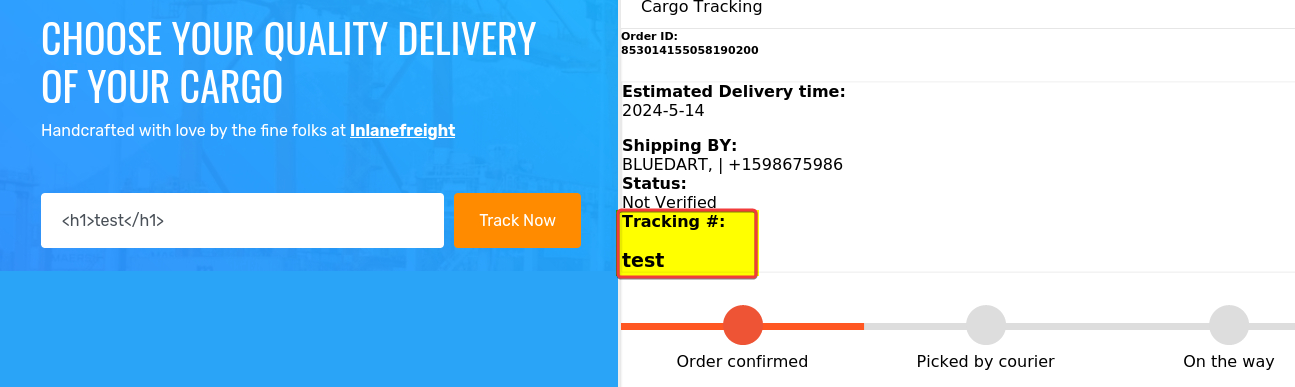 CHOOSE YOUR QUALITY DELIVERY
OF YOUR CARGO
Handcrafted with love by the fine folks at Inlanefreight
<h1>test</h1>
Track Now
Cargo Tracking
Order ID:
853014155058190200
Estimated Delivery time:
2024-5-14
Shipping BY:
BLUEDART, | +1598675986
Status:
Not Verified
Tracking #:
test
Order confirmed
Picked by courier
On the way